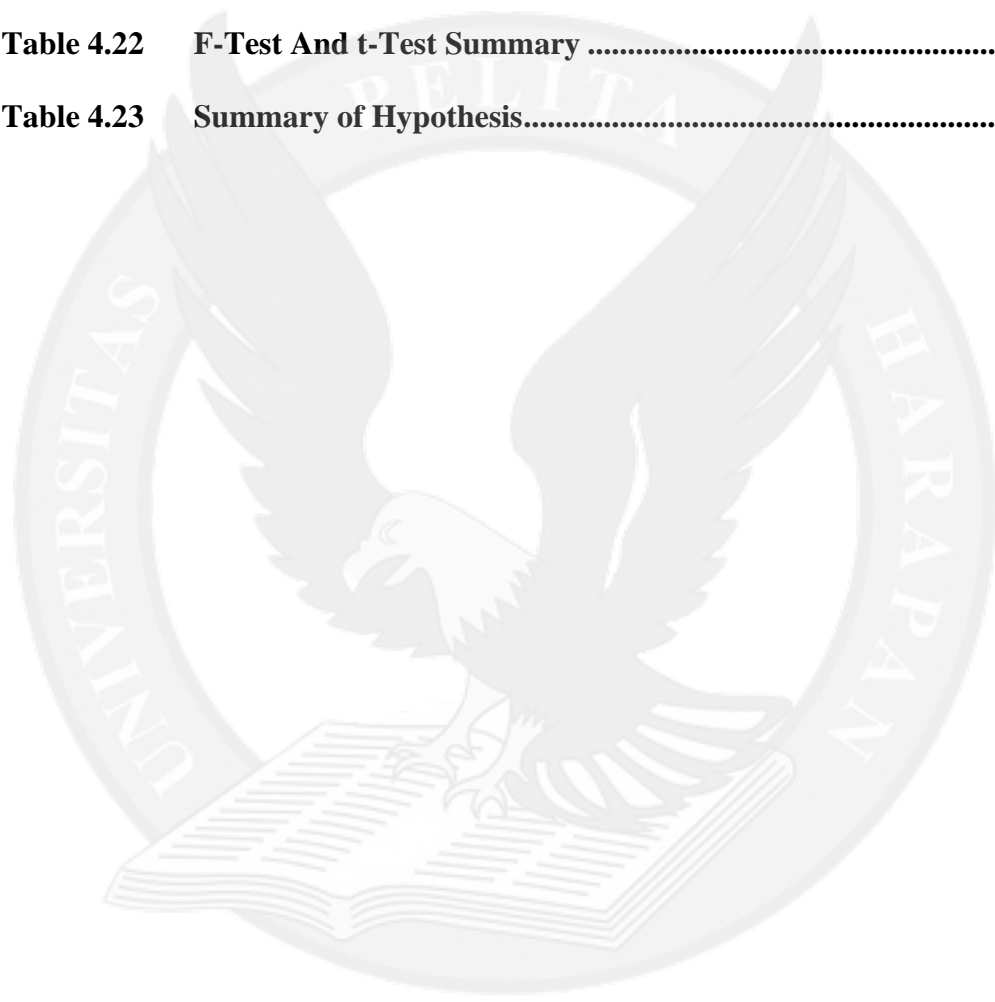 Table 4.22 F-Test And t-Test Summary ...................................................
Table 4.23 Summary of Hypothesis...........................................................
UNIVERSITAS PELITA HARAPAN